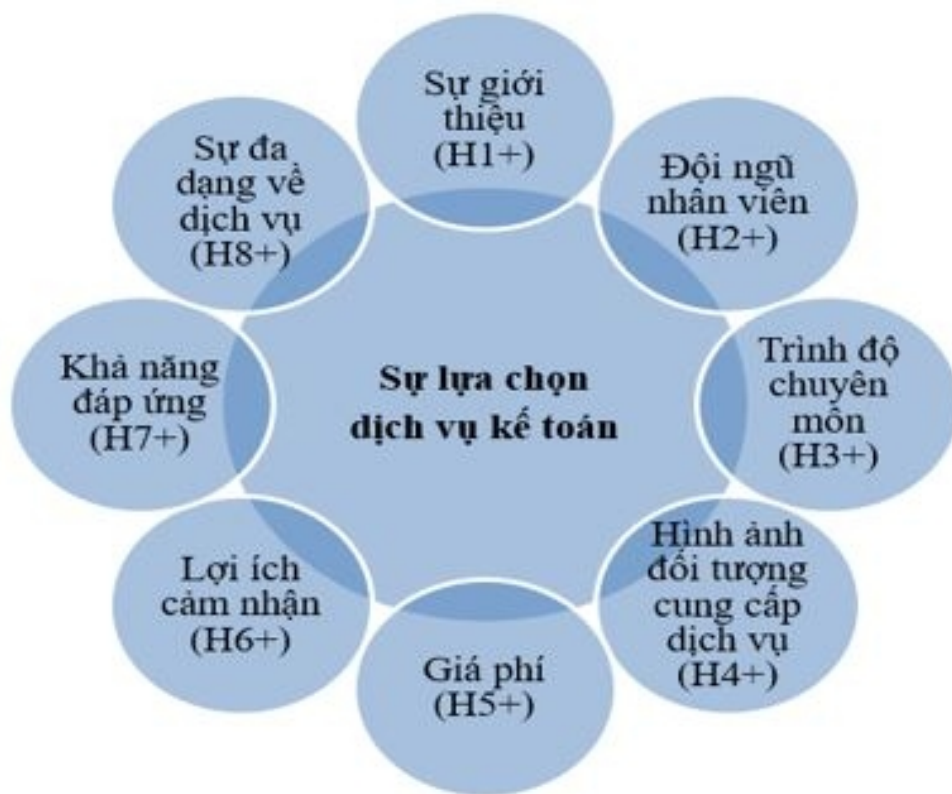 Sự giới
thiệu
(H1+)
Đội ngũ
nhân viên
(H2+)
Trình độ
chuyên
môn
(H3+)
Hình ảnh
đối tượng
cung cấp
dịch vụ
(H4+)
Giá phí
(H5+)
Lợi ích
cảm nhận
(H6+)
Khả năng
đáp ứng
(H7+)
Sự đa
dạng về
dịch vụ
(H8+)
Sự lựa chọn
dịch vụ kế toán